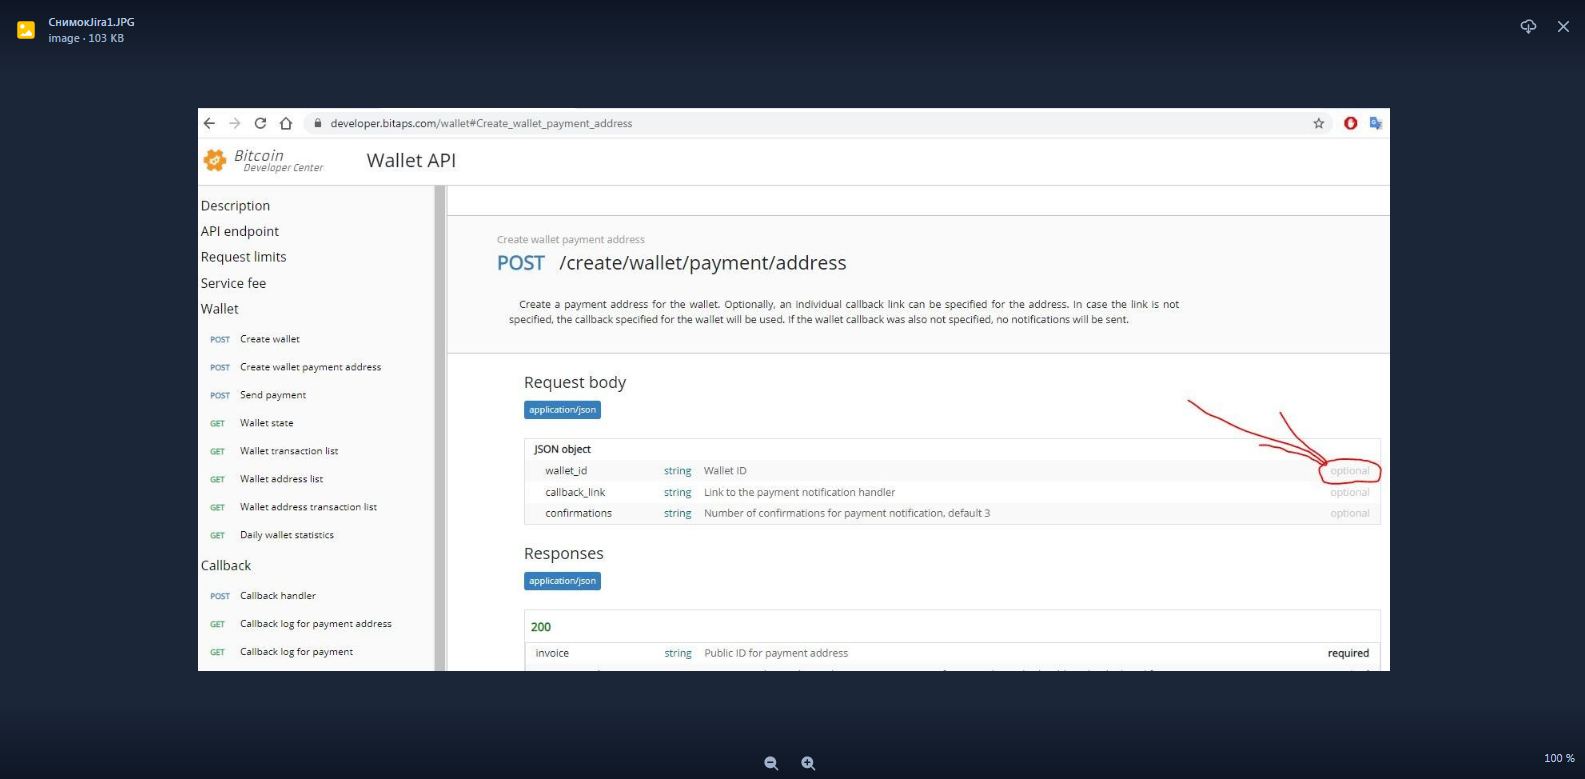 СнимокJira1.JPG
image · 103 KB
developer.bitaps.com/wallet#Create_wallet_payment_address
Bitcoin
Developer Center
Wallet API
Description
API endpoint
Request limits
Service fee
Wallet
POST Create wallet
POST Create wallet payment address
POST Send payment
GET Wallet state
GET Wallet transaction list
GET Wallet address list
GET Wallet address transaction list
GET Daily wallet statistics
Callback
POST Callback handler
GET Callback log for payment address
GET Callback log for payment
Create wallet payment address
POST /create/wallet/payment/address
Create a payment address for the wallet. Optionally, an individual callback link can be specified for the address. In case the link is not
specified, the callback specified for the wallet will be used. If the wallet callback was also not specified, no notifications will be sent.
Request body
application/json
JSON object
wallet_id string Wallet ID optional
callback_link string Link to the payment notification handler optional
confirmations string Number of confirmations for payment notification, default 3 optional
Responses
application/json
200
invoice string Public ID for payment address required
100 %